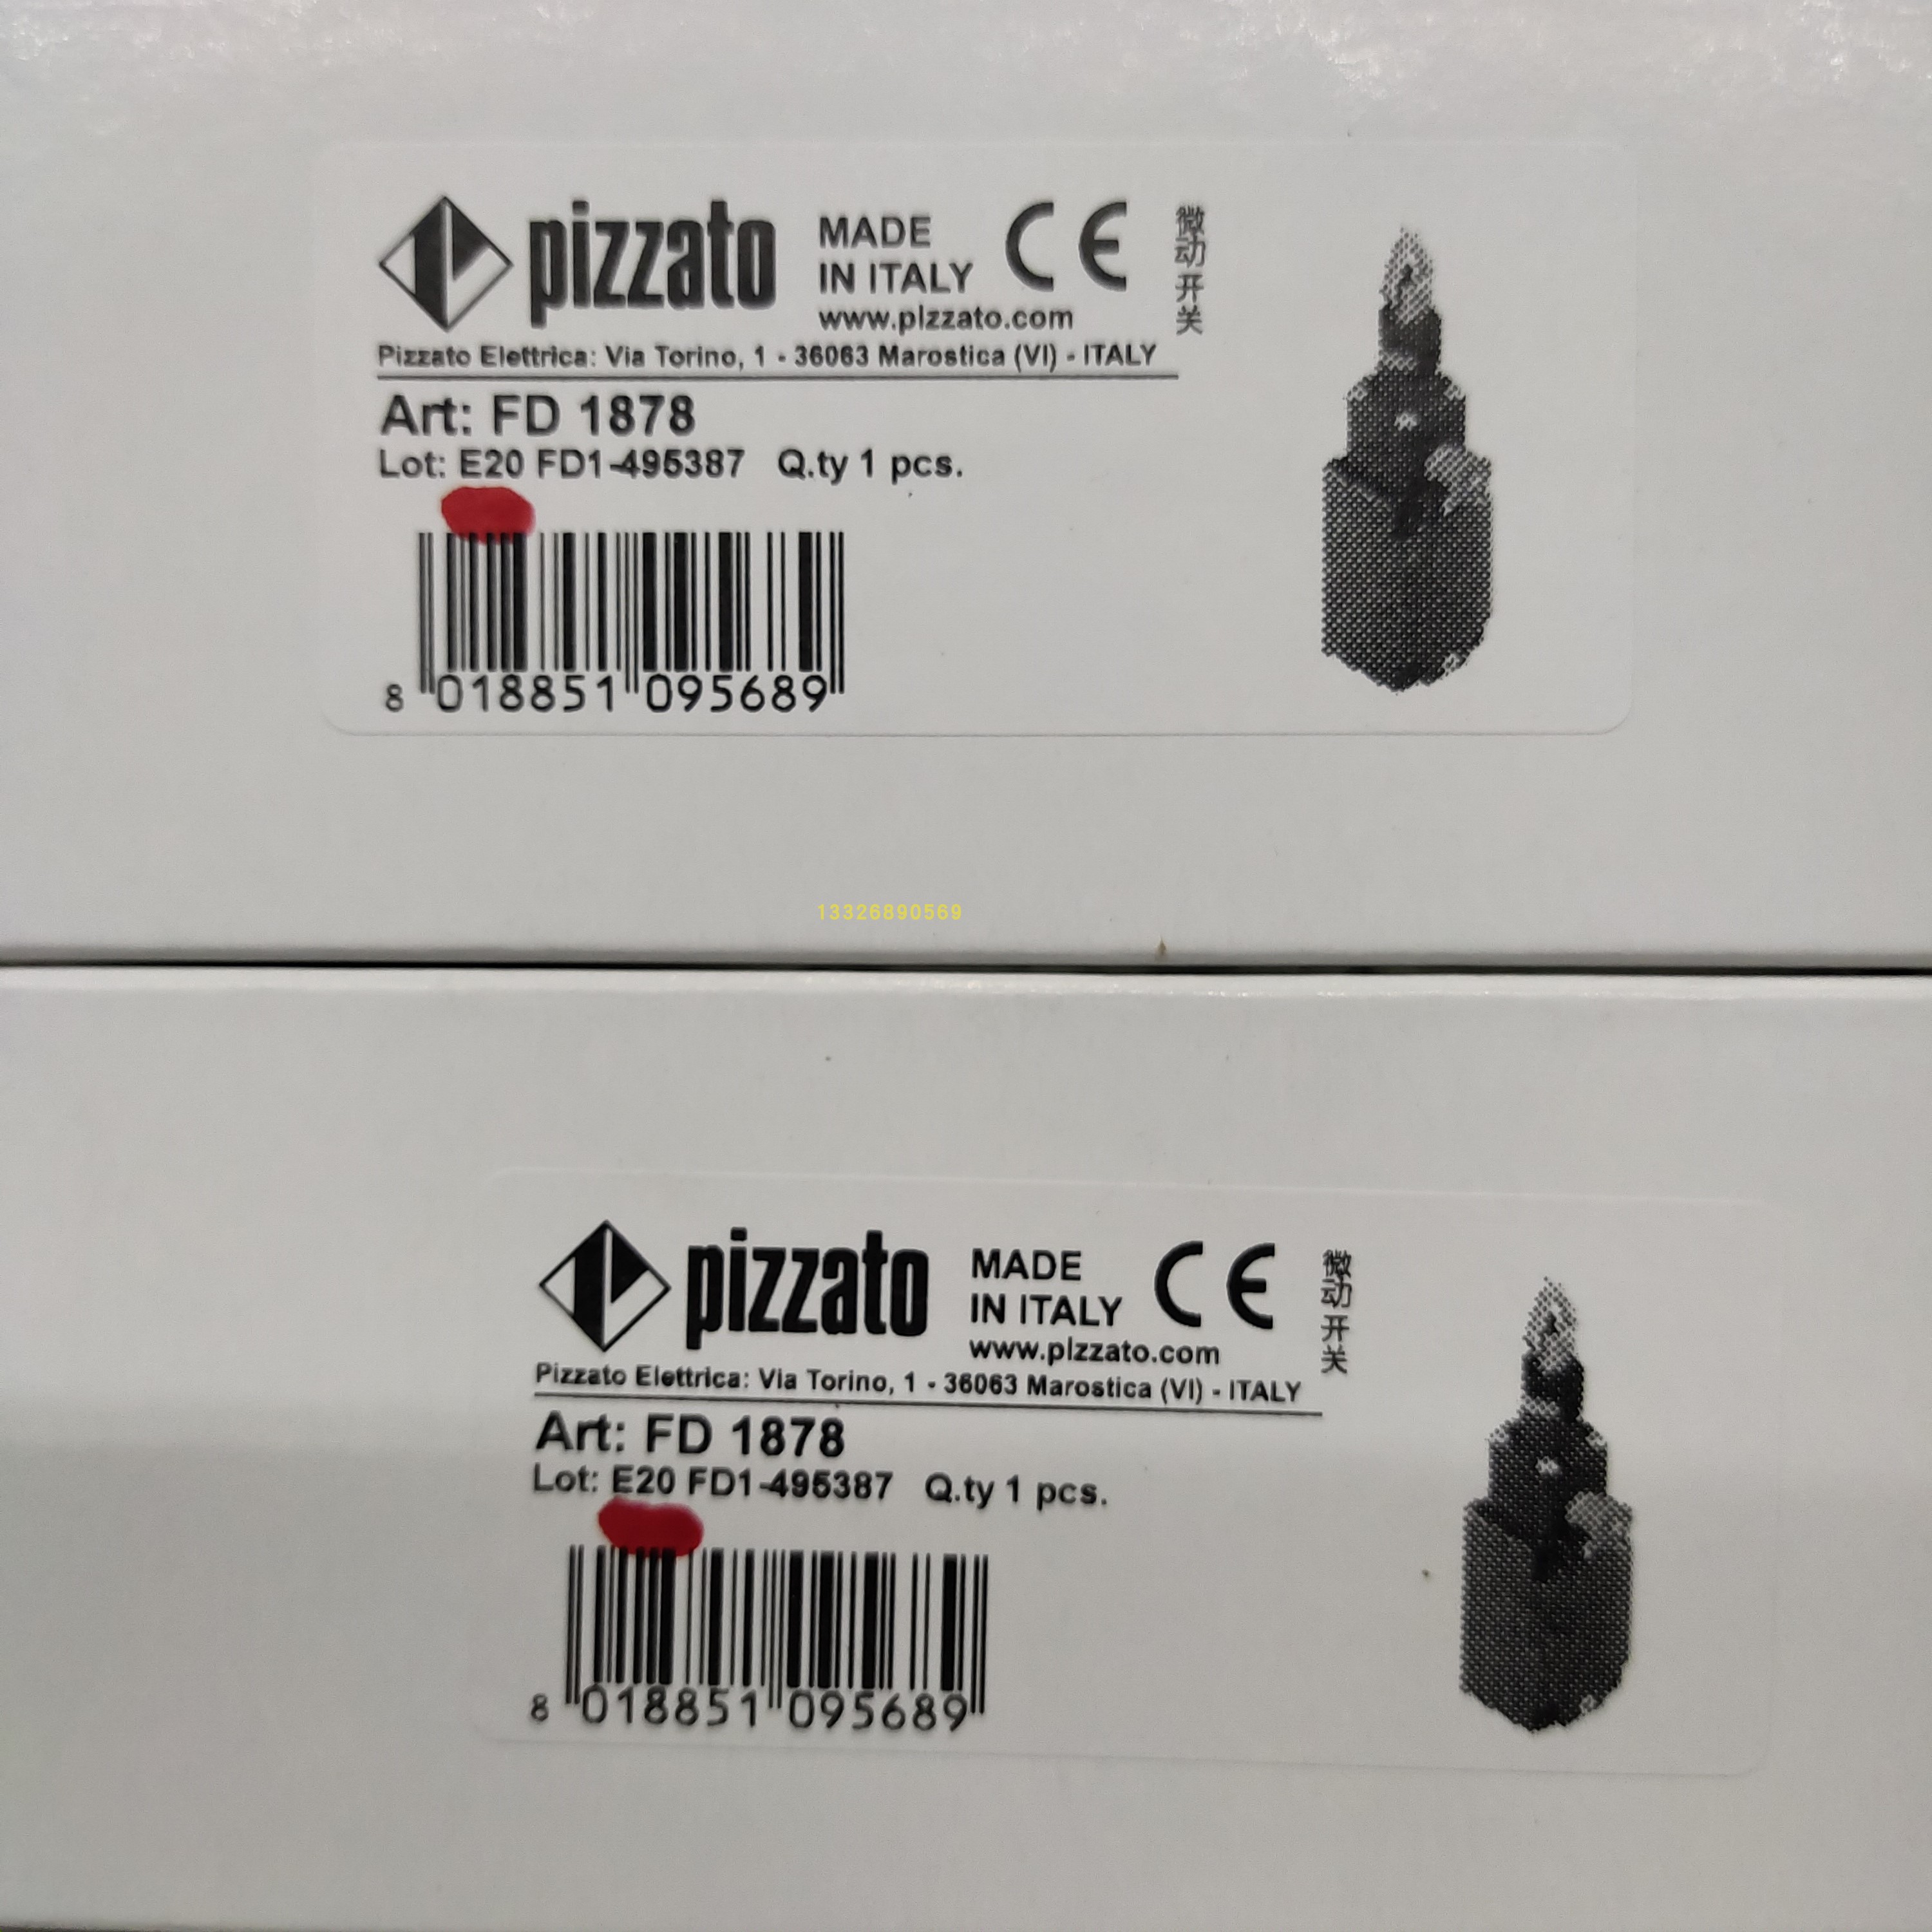 pizzato
MADE
IN ITALY
CE
www.pizzato.com
微动开关
Pizzato Elettrica: Via Torino, 1 - 36063 Marostica (VI) - ITALY
Art: FD 1878
Lot: E20 FD1-495387 Q.ty 1 pcs.
8 018851 095689
13326890569
pizzato
MADE
IN ITALY
CE
www.pizzato.com
微动开关
Pizzato Elettrica: Via Torino, 1 - 36063 Marostica (VI) - ITALY
Art: FD 1878
Lot: E20 FD1-495387 Q.ty 1 pcs.
8 018851 095689